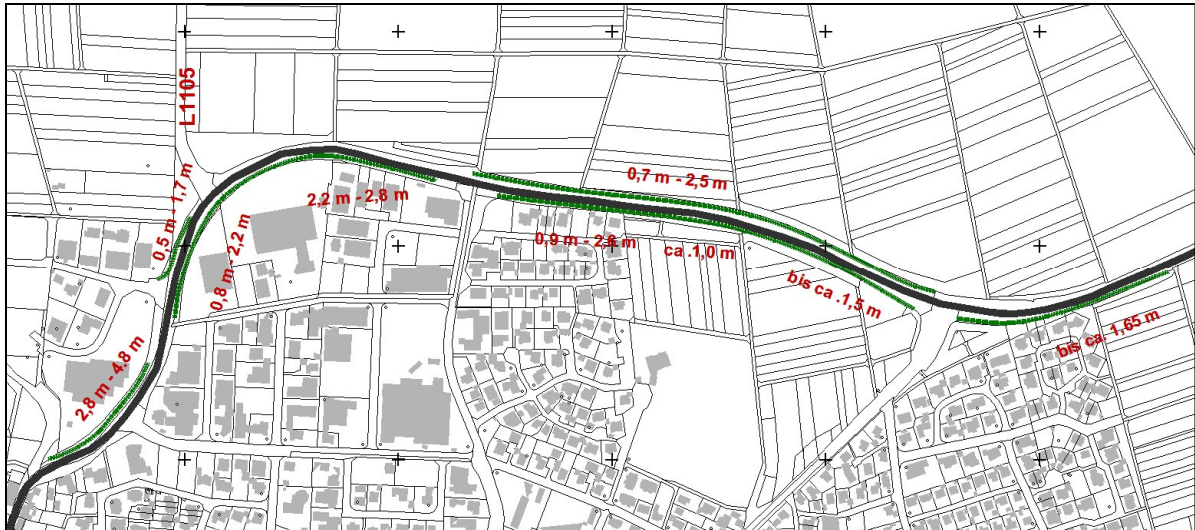 L1105
0,5 m - 1,7 m
2,2 m - 2,8 m
0,7 m - 2,5 m
0,8 m - 2,2 m
0,9 m - 2,6 m
ca .1,0 m
bis ca .1,5 m
bis ca. 1,65 m
2,8 m - 4,8 m